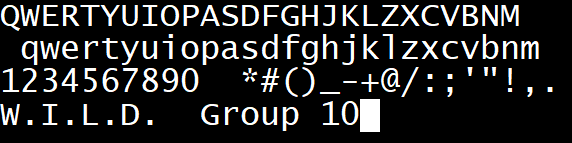 QWERTYUIOPASDFGHJKLZXCVBNM
qwertyuiopasdfghjklzxcvbnm
1234567890  *#()_-+@/:;'"!,.
W.I.L.D.  Group 10